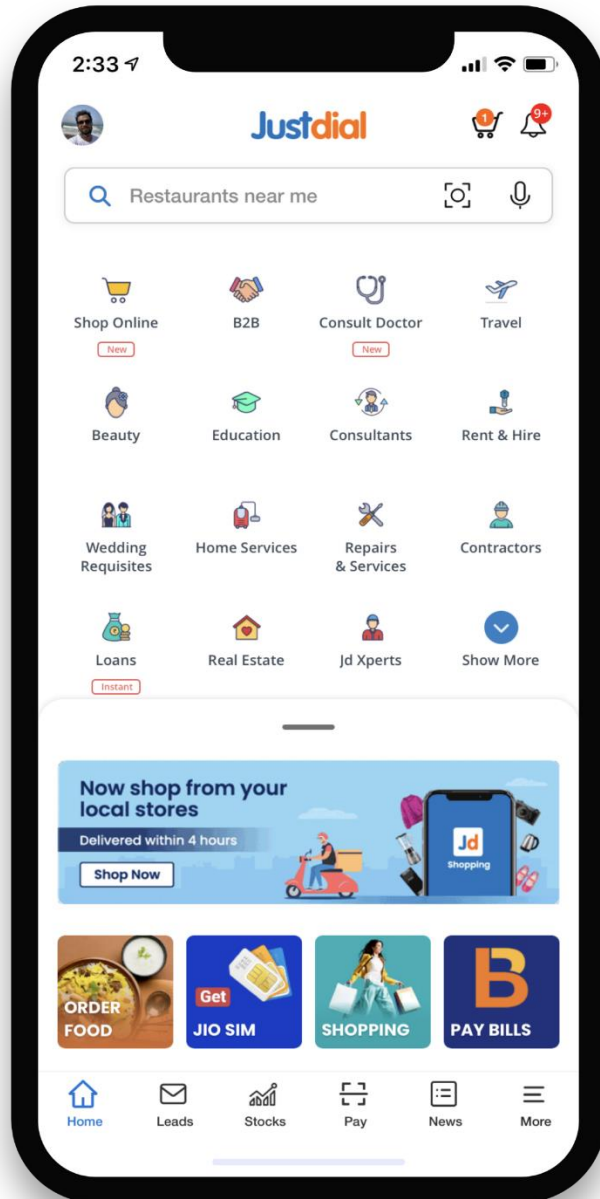 2:33
Justdial
1
9+
Restaurants near me
Shop Online
New
B2B
Consult Doctor
New
Travel
Beauty
Education
Consultants
Rent & Hire
Wedding
Requisites
Home Services
Repairs
& Services
Contractors
Loans
Instant
Real Estate
Jd Xperts
Show More
Now shop from your
local stores
Delivered within 4 hours
Shop Now
Jd
Shopping
ORDER
FOOD
Get
JIO SIM
SHOPPING
B
PAY BILLS
Home
Leads
Stocks
Pay
News
More